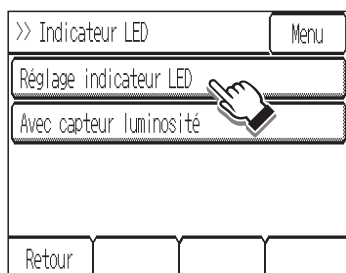 >> Indicateur LED
Menu
Réglage indicateur LED
Avec capteur luminosité
Retour